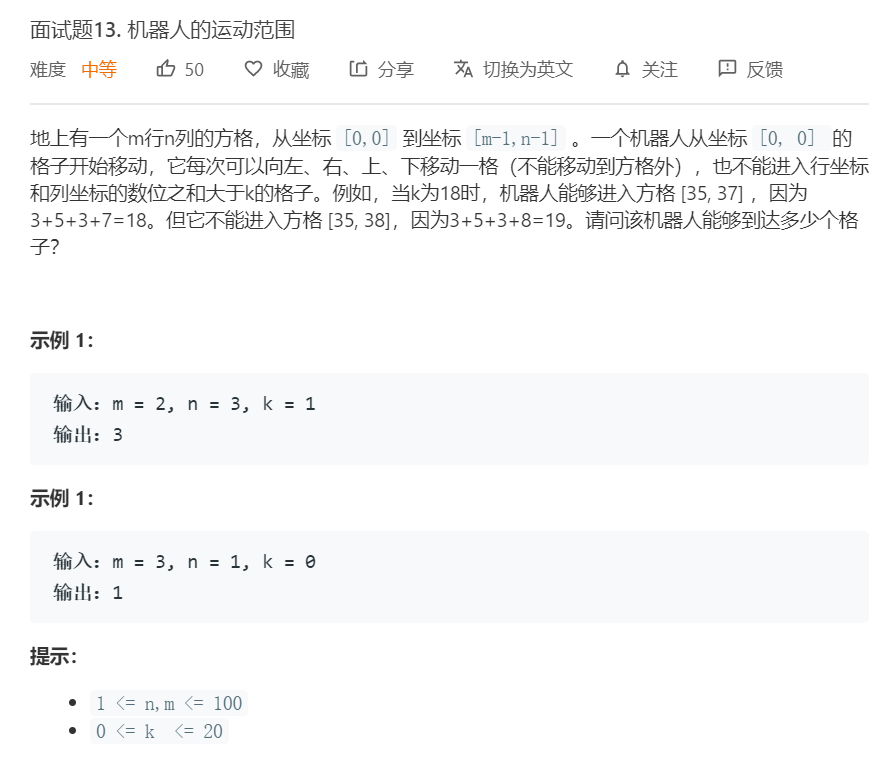 面试题13. 机器人的运动范围
难度 中等 50 收藏 分享 切换为英文 关注 反馈
地上有一个m行n列的方格，从坐标 [0,0] 到坐标 [m-1,n-1] 。一个机器人从坐标 [0, 0] 的
格子开始移动，它每次可以向左、右、上、下移动一格（不能移动到方格外），也不能进入行坐标
和列坐标的数位之和大于k的格子。例如，当k为18时，机器人能够进入方格 [35, 37] ，因为
3+5+3+7=18。但它不能进入方格 [35, 38]，因为3+5+3+8=19。请问该机器人能够到达多少个格
子？
示例 1：
输入：m = 2, n = 3, k = 1
输出：3
示例 1：
输入：m = 3, n = 1, k = 0
输出：1
提示：
1 <= n,m <= 100
0 <= k <= 20